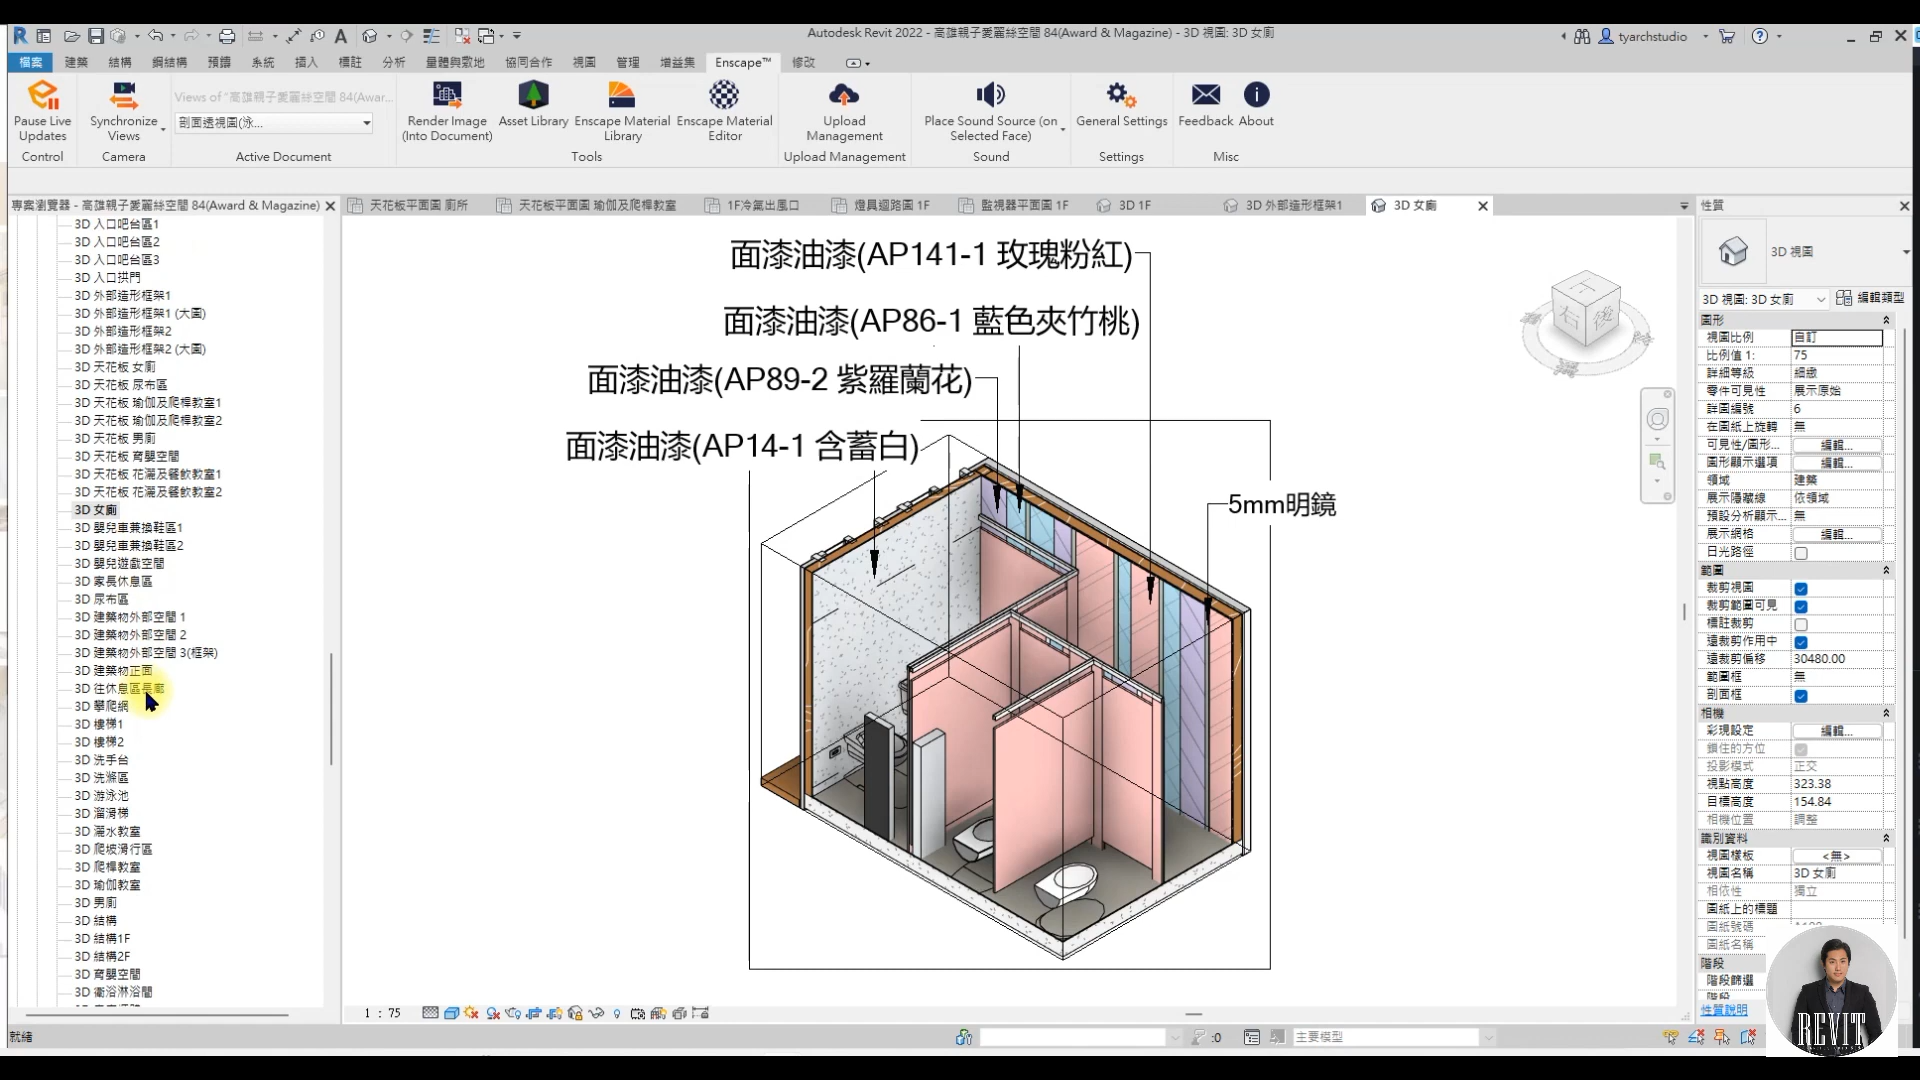 Autodesk Revit 2022 - 高雄親子愛麗絲空間 84(Award & Magazine) - 3D 視圖: 3D 女廁
tyarchstudio
檔案 建築 結構 鋼結構 預鑄 系統 插入 標註 分析 量體與敷地 協同合作 視圖 管理 增益集 Enscape™ 修改
Pause Live Updates
Synchronize Views
Views of "高雄親子愛麗絲空間 84(Awar...
剖面透視圖(泳...
Render Image (Into Document)
Asset Library
Enscape Material Library
Enscape Material Editor
Upload Management
Place Sound Source (on Selected Face)
General Settings
Feedback
About
Control Camera Active Document Tools Upload Management Sound Settings Misc
專案瀏覽器 - 高雄親子愛麗絲空間 84(Award & Magazine)
天花板平面圖 廁所
天花板平面圖 瑜伽及爬桿教室
1F冷氣出風口
燈具迴路圖 1F
監視器平面圖 1F
3D 1F
3D 外部造形框架1
3D 女廁
3D 入口吧台區1
3D 入口吧台區2
3D 入口吧台區3
3D 入口拱門
3D 外部造形框架1
3D 外部造形框架1 (大圖)
3D 外部造形框架2
3D 外部造形框架2 (大圖)
3D 天花板 女廁
3D 天花板 尿布區
3D 天花板 瑜伽及爬桿教室1
3D 天花板 瑜伽及爬桿教室2
3D 天花板 男廁
3D 天花板 育嬰空間
3D 天花板 花灑及餐飲教室1
3D 天花板 花灑及餐飲教室2
3D 女廁
3D 嬰兒車兼換鞋區1
3D 嬰兒車兼換鞋區2
3D 嬰兒遊戲空間
3D 家長休息區
3D 尿布區
3D 建築物外部空間 1
3D 建築物外部空間 2
3D 建築物外部空間 3(框架)
3D 建築物正面
3D 往休息區長廊
3D 攀爬網
3D 樓梯1
3D 樓梯2
3D 洗手台
3D 洗滌區
3D 游泳池
3D 溜滑梯
3D 灑水教室
3D 爬坡滑行區
3D 爬桿教室
3D 瑜伽教室
3D 男廁
3D 結構
3D 結構1F
3D 結構2F
3D 育嬰空間
3D 衛浴淋浴間
面漆油漆(AP141-1 玫瑰粉紅)
面漆油漆(AP86-1 藍色夾竹桃)
面漆油漆(AP89-2 紫羅蘭花)
面漆油漆(AP14-1 含蓄白)
5mm明鏡
下
右
後
1 : 75
性質
3D 視圖
3D 視圖: 3D 女廁 編輯類型
圖形
視圖比例 自訂
比例值 1: 75
詳細等級 細緻
零件可見性 展示原始
詳圖編號 6
在圖紙上旋轉 無
可見性/圖形... 編輯...
圖形顯示選項 編輯...
領域 建築
展示隱藏線 依領域
預設分析顯示... 無
展示網格 編輯...
日光路徑
範圍
裁剪視圖
裁剪範圍可見
標註裁剪
遠裁剪作用中
遠裁剪偏移 30480.00
範圍框 無
剖面框
相機
彩現設定 編輯...
鎖住的方位
投影模式 正交
視點高度 323.38
目標高度 154.84
相機位置 調整
識別資料
視圖樣板 <無>
視圖名稱 3D 女廁
相依性 獨立
圖紙上的標題
圖紙號碼
圖紙名稱
階段
階段篩選
性質說明
就緒
:0
主要模型
REVIT